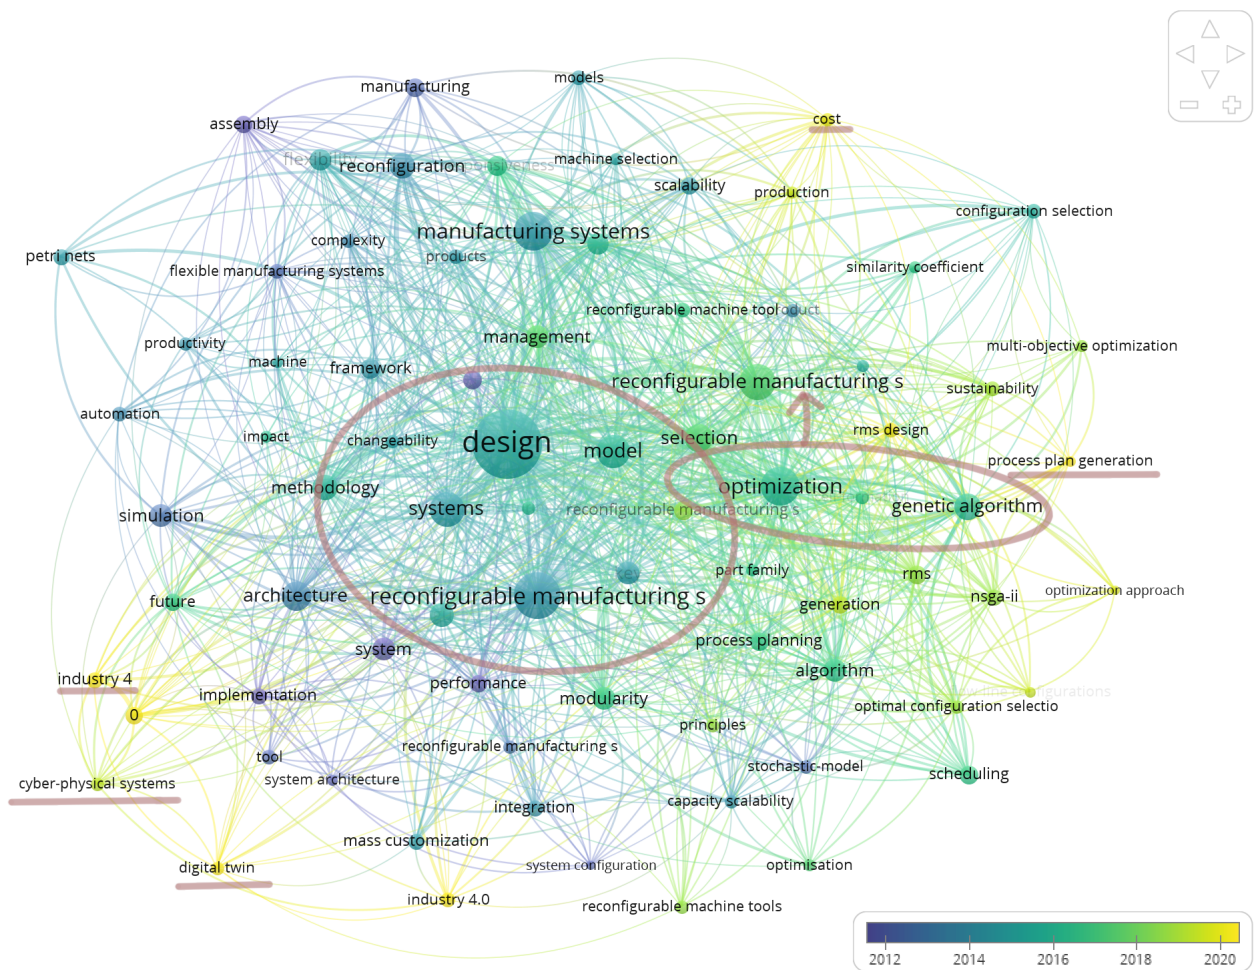 models
manufacturing
cost
assembly
flexibility
reconfiguration
machine selection
scalability
production
configuration selection
manufacturing systems
complexity
petri nets
products
flexible manufacturing systems
similarity coefficient
reconfigurable machine tool
management
productivity
multi-objective optimization
machine
framework
reconfigurable manufacturing s
sustainability
automation
rms design
impact
changeability
design
model
selection
process plan generation
methodology
optimization
systems
reconfigurable manufacturing s
genetic algorithm
simulation
part family
rms
optimization approach
future
architecture
reconfigurable manufacturing s
generation
nsga-ii
process planning
system
algorithm
industry 4
implementation
performance
modularity
optimal configuration selectio
0
principles
reconfigurable manufacturing s
tool
stochastic-model
scheduling
cyber-physical systems
system architecture
integration
capacity scalability
mass customization
digital twin
system configuration
optimisation
industry 4.0
reconfigurable machine tools
2012
2014
2016
2018
2020